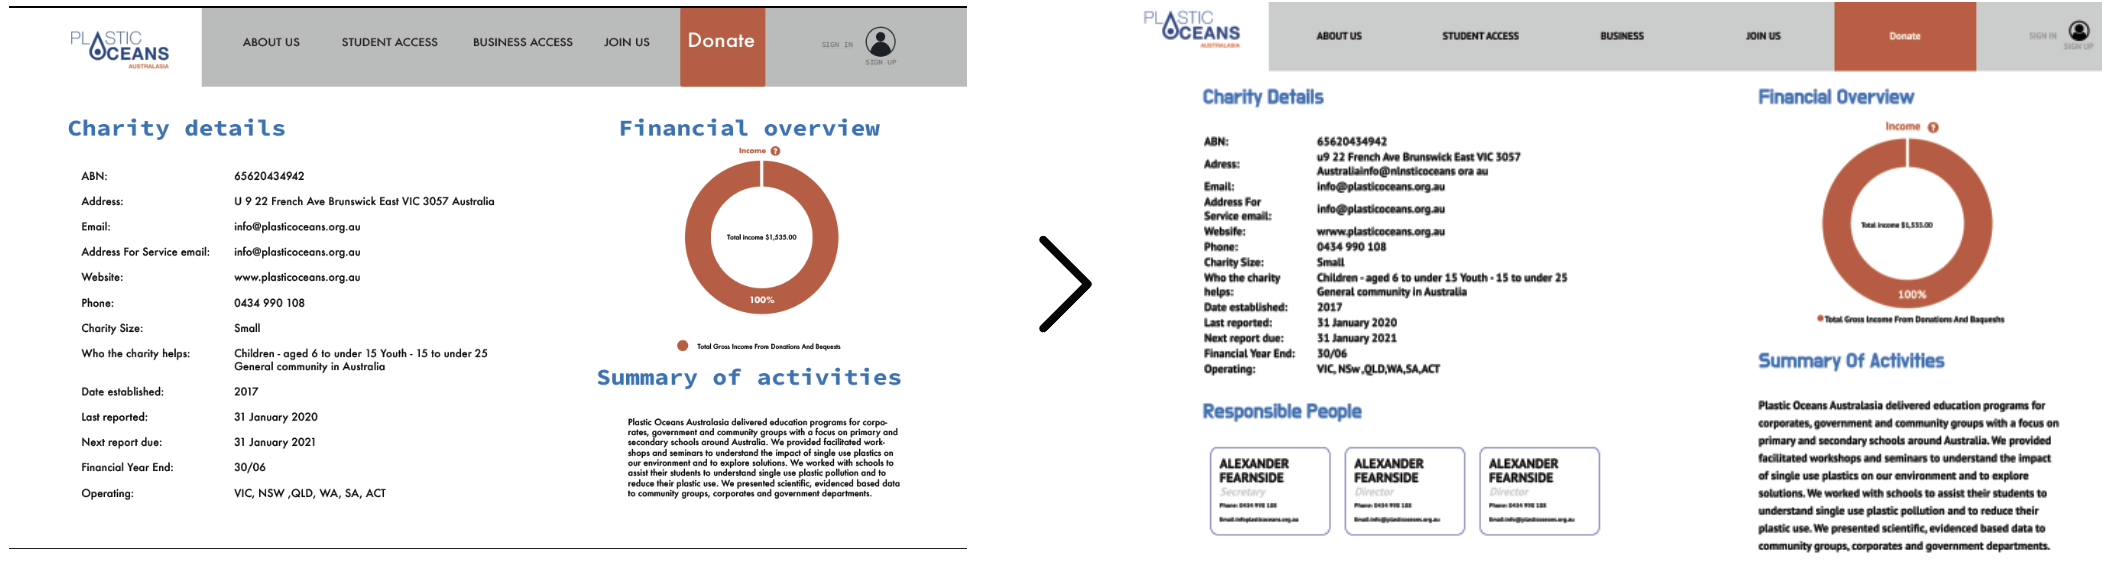 PLASTIC
OCEANS
AUSTRALASIA
ABOUT US
STUDENT ACCESS
BUSINESS ACCESS
JOIN US
Donate
SIGN IN
SIGN UP
Charity details
ABN: 65620434942
Address: U 9 22 French Ave Brunswick East VIC 3057 Australia
Email: info@plasticoceans.org.au
Address For Service email: info@plasticoceans.org.au
Website: www.plasticoceans.org.au
Phone: 0434 990 108
Charity Size: Small
Who the charity helps: Children - aged 6 to under 15 Youth - 15 to under 25
General community in Australia
Date established: 2017
Last reported: 31 January 2020
Next report due: 31 January 2021
Financial Year End: 30/06
Operating: VIC, NSW ,QLD, WA, SA, ACT
Financial overview
Income ?
Total income $1,535.00
100%
Total Gross Income From Donations And Bequests
Summary of activities
Plastic Oceans Australasia delivered education programs for corpo-
rates, government and community groups with a focus on primary and
secondary schools around Australia. We provided facilitated work-
shops and seminars to understand the impact of single use plastics on
our environment and to explore solutions. We worked with schools to
assist their students to understand single use plastic pollution and to
reduce their plastic use. We presented scientific, evidenced based data
to community groups, corporates and government departments.
PLASTIC
OCEANS
AUSTRALASIA
ABOUT US
STUDENT ACCESS
BUSINESS
JOIN US
Donate
SIGN IN
SIGN UP
Charity Details
ABN: 65620434942
Adress: u9 22 French Ave Brunswick East VIC 3057
Australiainfo@nlnsticoceans ora au
Email: info@plasticoceans.org.au
Address For
Service email: info@plasticoceans.org.au
Websife: wrww.plasticoceans.org.au
Phone: 0434 990 108
Charity Size: Small
Who the charity
helps: Children - aged 6 to under 15 Youth - 15 to under 25
General community in Australia
Date established: 2017
Last reported: 31 January 2020
Next report due: 31 January 2021
Financial Year End: 30/06
Operating: VIC, NSw ,QLD,WA,SA,ACT
Responsible People
ALEXANDER
FEARNSIDE
Secretary
Phone: 0434 990 108
Email:infoplasticoceans.org.au
ALEXANDER
FEARNSIDE
Director
Phone: 0434 990 108
Email:info@plasticoceans.org.au
ALEXANDER
FEARNSIDE
Director
Phone: 0434 990 108
Email:info@plasticoceans.org.au
Financial Overview
Income ?
Total income $1,535.00
100%
Total Gross Income From Donations And Baquests
Summary Of Activities
Plastic Oceans Australasia delivered education programs for
corporates, government and community groups with a focus on
primary and secondary schools around Australia. We provided
facilitated workshops and seminars to understand the impact
of single use plastics on our environment and to explore
solutions. We worked with schools to assist their students to
understand single use plastic pollution and to reduce their
plastic use. We presented scientific, evidenced based data to
community groups, corporates and government departments.